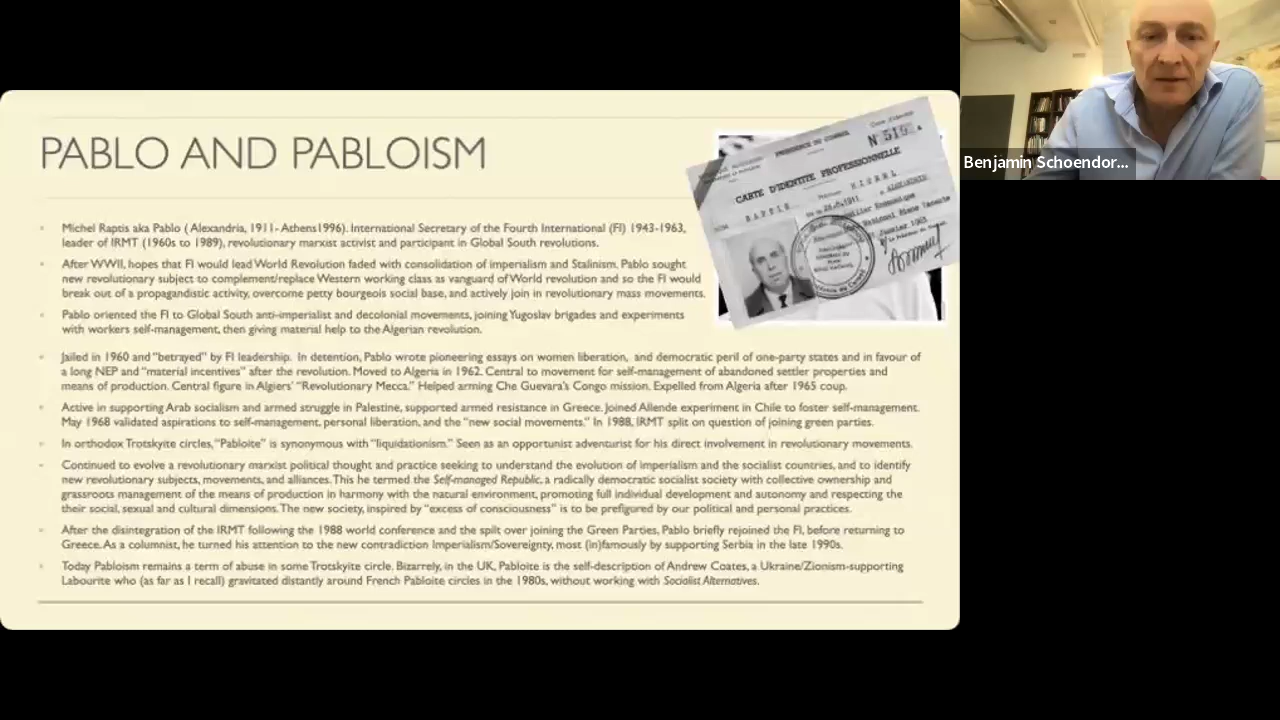 PABLO AND PABLOISM
Michel Raptis aka Pablo ( Alexandria, 1911- Athens1996). International Secretary of the Fourth International (FI) 1943-1963,
leader of IRMT (1960s to 1989), revolutionary marxist activist and participant in Global South revolutions.
After WWII, hopes that FI would lead World Revolution faded with consolidation of imperialism and Stalinism. Pablo sought
new revolutionary subject to complement/replace Western working class as vanguard of World revolution and so the FI would
break out of a propagandistic activity, overcome petty bourgeois social base, and actively join in revolutionary mass movements.
Pablo oriented the FI to Global South anti-imperialist and decolonial movements, joining Yugoslav brigades and experiments
with workers self-management, then giving material help to the Algerian revolution.
Jailed in 1960 and “betrayed” by FI leadership. In detention, Pablo wrote pioneering essays on women liberation, and democratic peril of one-party states and in favour of
a long NEP and “material incentives” after the revolution. Moved to Algeria in 1962. Central to movement for self-management of abandoned settler properties and
means of production. Central figure in Algiers’ “Revolutionary Mecca.” Helped arming Che Guevara’s Congo mission. Expelled from Algeria after 1965 coup.
Active in supporting Arab socialism and armed struggle in Palestine, supported armed resistance in Greece. Joined Allende experiment in Chile to foster self-management.
May 1968 validated aspirations to self-management, personal liberation, and the “new social movements.” In 1988, IRMT split on question of joining green parties.
In orthodox Trotskyite circles, “Pabloite” is synonymous with “liquidationism.” Seen as an opportunist adventurist for his direct involvement in revolutionary movements.
Continued to evolve a revolutionary marxist political thought and practice seeking to understand the evolution of imperialism and the socialist countries, and to identify
new revolutionary subjects, movements, and alliances. This he termed the Self-managed Republic, a radically democratic socialist society with collective ownership and
grassroots management of the means of production in harmony with the natural environment, promoting full individual development and autonomy and respecting the
their social, sexual and cultural dimensions. The new society, inspired by “excess of consciousness” is to be prefigured by our political and personal practices.
After the disintegration of the IRMT following the 1988 world conference and the split over joining the Green Parties, Pablo briefly rejoined the FI, before returning to
Greece. As a columnist, he turned his attention to the new contradiction Imperialism/Sovereignty, most (in)famously by supporting Serbia in the late 1990s.
Today Pabloism remains a term of abuse in some Trotskyite circle. Bizarrely, in the UK, Pabloite is the self-description of Andrew Coates, a Ukraine/Zionism-supporting
Labourite who (as far as I recall) gravitated distantly around French Pabloite circles in the 1980s, without working with Socialist Alternatives.
PRESIDENCE DU CONSEIL
CARTE D'IDENTITE PROFESSIONNELLE
RAPTIS
MICHEL
Benjamin Schoendor...